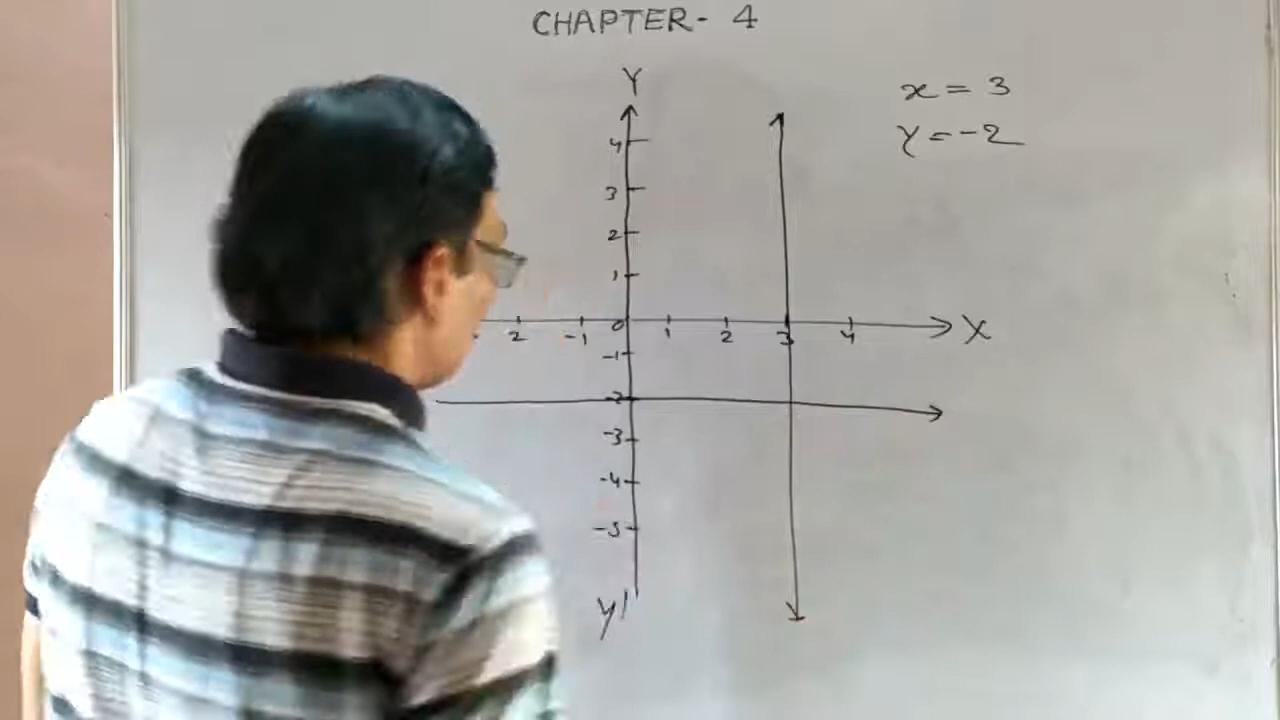 CHAPTER- 4
Y
x = 3
4
y = -2
3
2
1
2 -1 0 1 2 3 4 X
-1
-2
-3
-4
-5
Y'